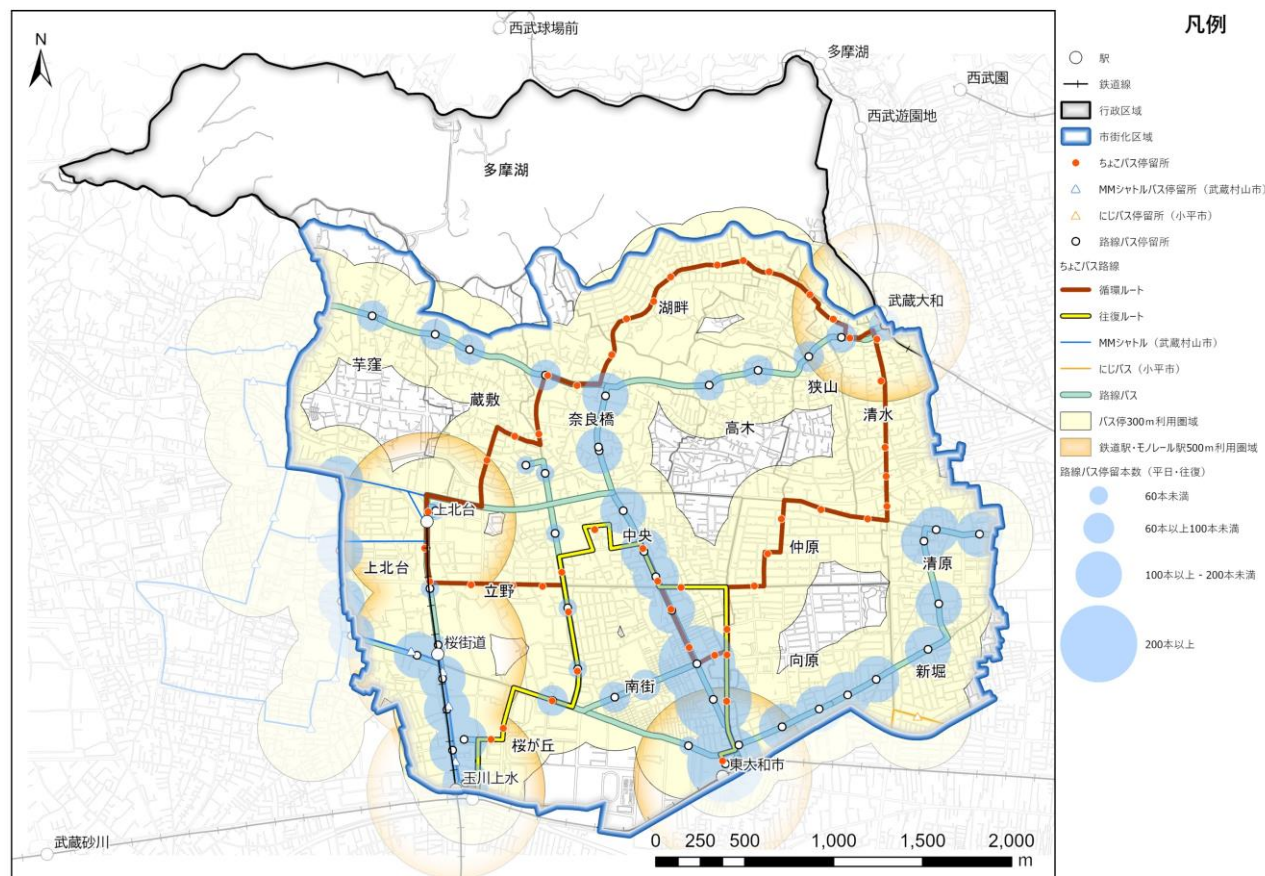 凡例
駅
鉄道線
行政区域
市街化区域
ちょこバス停留所
MMシャトルバス停留所（武蔵村山市）
にじバス停留所（小平市）
路線バス停留所
ちょこバス路線
循環ルート
往復ルート
MMシャトル（武蔵村山市）
にじバス（小平市）
路線バス
バス停300m利用圏域
鉄道駅・モノレール駅500m利用圏域
路線バス停留本数（平日・往復）
60本未満
60本以上100本未満
100本以上 - 200本未満
200本以上
N
西武球場前
多摩湖
西武園
西武遊園地
多摩湖
武蔵大和
湖畔
芋窪
蔵敷
奈良橋
狭山
高木
清水
上北台
中央
仲原
清原
上北台
立野
桜街道
向原
新堀
南街
桜が丘
東大和市
玉川上水
武蔵砂川
0 250 500 1,000 1,500 2,000
m